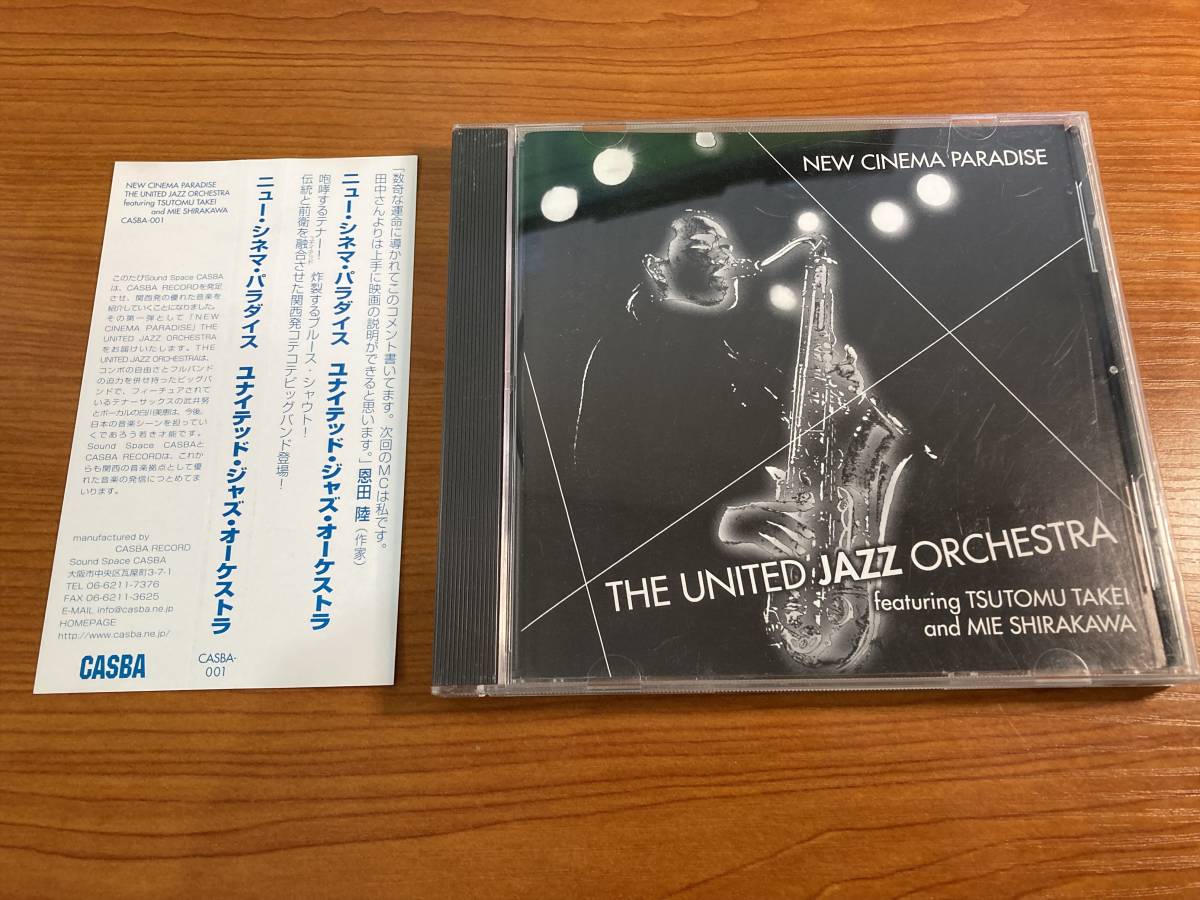 NEW CINEMA PARADISE
THE UNITED JAZZ ORCHESTRA
featuring TSUTOMU TAKEI
and MIE SHIRAKAWA
CASBA-001
このたびSound Space CASBA
は、CASBA RECORDを発足
させ、関西発の優れた音楽を
紹介していくことになりました。
その第一弾として「NEW
CINEMA PARADISE」THE
UNITED JAZZ ORCHESTRA
をお届けいたします。THE
UNITED JAZZ ORCHESTRAは、
コンボの自由さとフルバンド
の迫力を併せ持ったビッグバ
ンドで、フィーチュアされて
いるテナーサックスの武井努
とボーカルの白川美恵は、今後、
日本の音楽シーンを担ってい
くであろう若き才能です。
Sound Space CASBAと
CASBA RECORDは、これか
らも関西の音楽拠点として優
れた音楽の発信につとめてま
いります。
manufactured by
CASBA RECORD
Sound Space CASBA
大阪市中央区瓦屋町3-7-1
TEL 06-6211-7376
FAX 06-6211-3625
E-MAIL info@casba.ne.jp
HOMEPAGE
http://www.casba.ne.jp/
CASBA
ニュー・シネマ・パラダイス ユナイテッド・ジャズ・オーケストラ
CASBA-
001
「数奇な運命に導かれてこのコメント書いてます。次回のMCは私です。
田中さんよりは上手に映画の説明ができると思います。」恩田 陸（作家）
ニュー・シネマ・パラダイス ユナイテッド・ジャズ・オーケストラ
咆哮するテナー！ 炸裂するブルース・シャウト！
伝統と前衛を融合させた関西発コテコテビッグバンド登場！
ユナイテッド
NEW CINEMA PARADISE
THE UNITED JAZZ ORCHESTRA
featuring TSUTOMU TAKEI
and MIE SHIRAKAWA